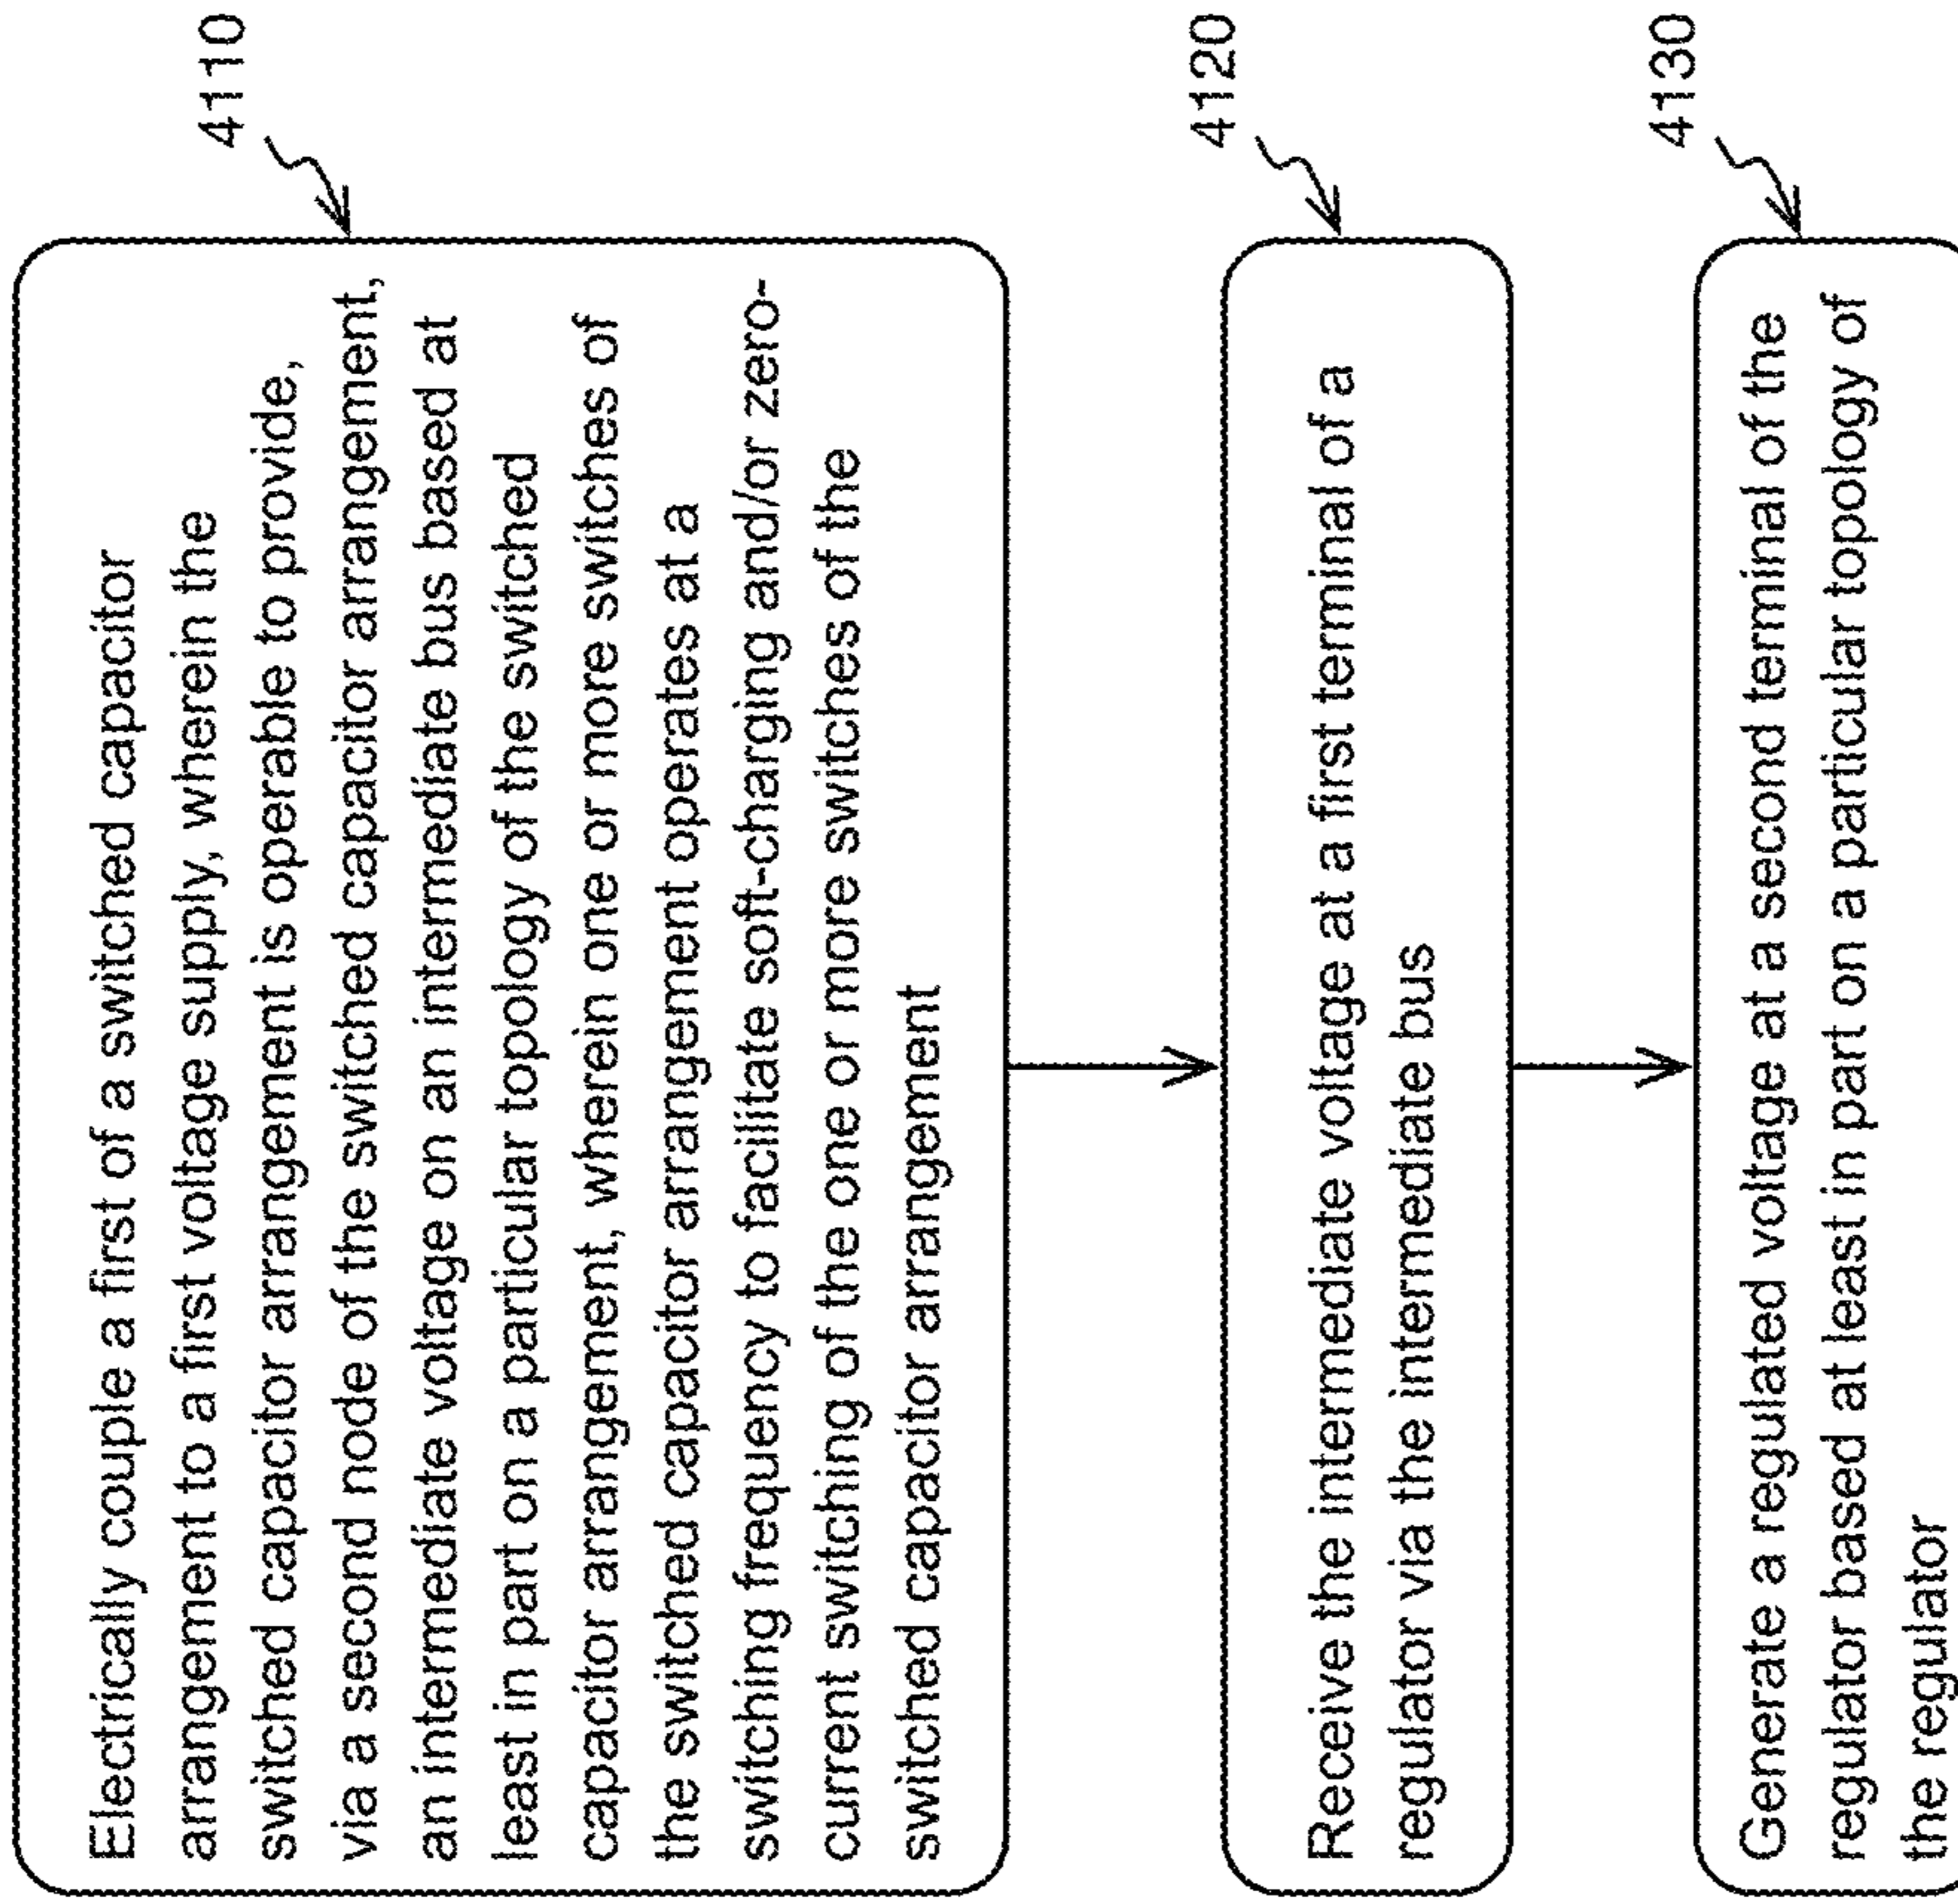 Electrically couple a first of a switched capacitor
arrangement to a first voltage supply, wherein the
switched capacitor arrangement is operable to provide,
via a second node of the switched capacitor arrangement,
an intermediate voltage on an intermediate bus based at
least in part on a particular topology of the switched
capacitor arrangement, wherein one or more switches of
the switched capacitor arrangement operates at a
switching frequency to facilitate soft-charging and/or zero-
current switching of the one or more switches of the
switched capacitor arrangement
4110
Receive the intermediate voltage at a first terminal of a
regulator via the intermediate bus
4120
Generate a regulated voltage at a second terminal of the
regulator based at least in part on a particular topology of
the regulator
4130